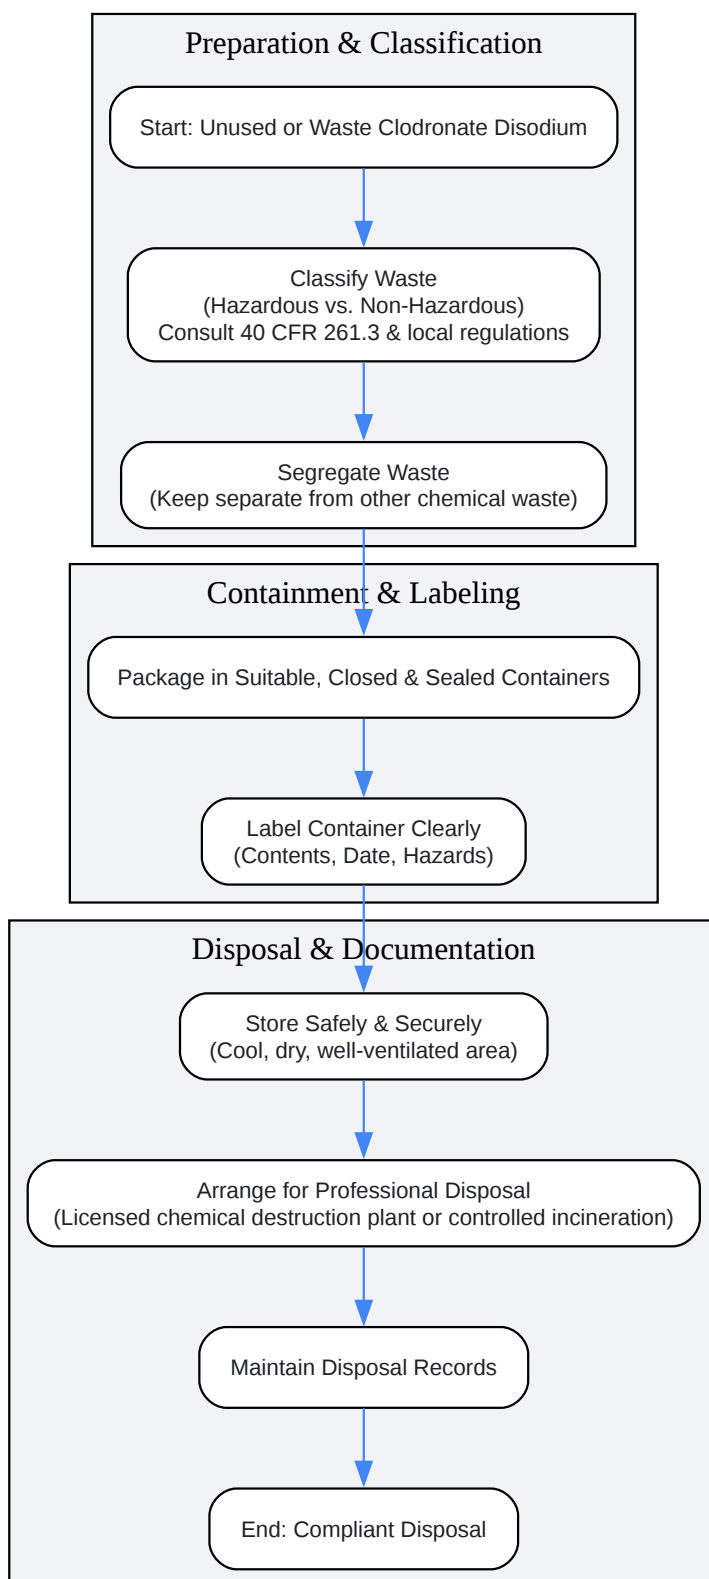 Preparation & Classification
Start: Unused or Waste Clodronate Disodium
Classify Waste
(Hazardous vs. Non-Hazardous)
Consult 40 CFR 261.3 & local regulations
Segregate Waste
(Keep separate from other chemical waste)
Containment & Labeling
Package in Suitable, Closed & Sealed Containers
Label Container Clearly
(Contents, Date, Hazards)
Disposal & Documentation
Store Safely & Securely
(Cool, dry, well-ventilated area)
Arrange for Professional Disposal
(Licensed chemical destruction plant or controlled incineration)
Maintain Disposal Records
End: Compliant Disposal